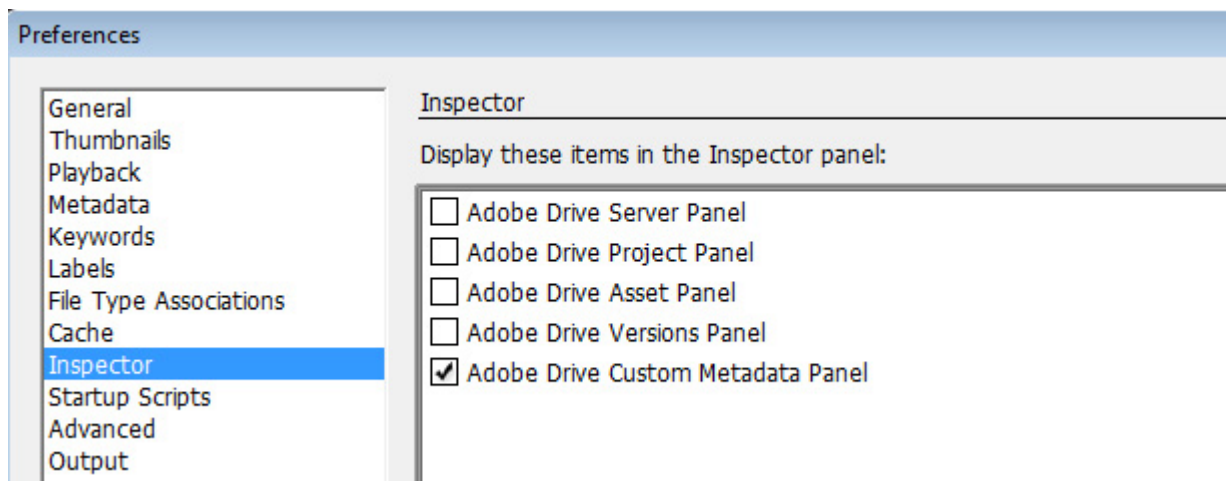 Preferences
General
Thumbnails
Playback
Metadata
Keywords
Labels
File Type Associations
Cache
Inspector
Startup Scripts
Advanced
Output
Inspector
Display these items in the Inspector panel:
Adobe Drive Server Panel
Adobe Drive Project Panel
Adobe Drive Asset Panel
Adobe Drive Versions Panel
Adobe Drive Custom Metadata Panel